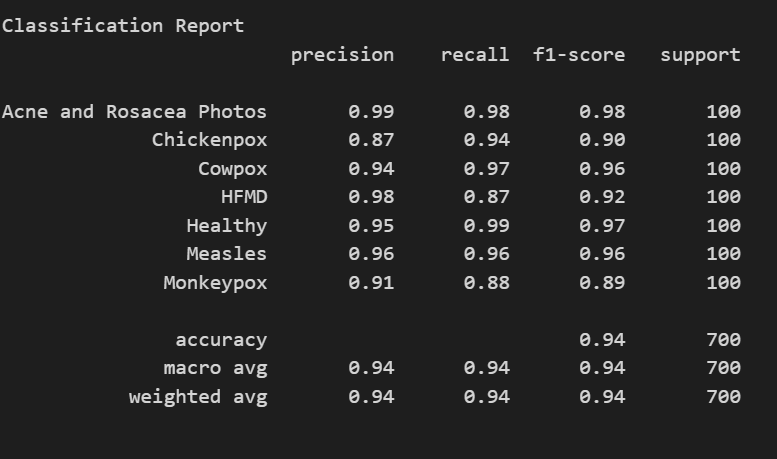 Classification Report
precision recall f1-score support
Acne and Rosacea Photos 0.99 0.98 0.98 100
Chickenpox 0.87 0.94 0.90 100
Cowpox 0.94 0.97 0.96 100
HFMD 0.98 0.87 0.92 100
Healthy 0.95 0.99 0.97 100
Measles 0.96 0.96 0.96 100
Monkeypox 0.91 0.88 0.89 100
accuracy 0.94 700
macro avg 0.94 0.94 0.94 700
weighted avg 0.94 0.94 0.94 700